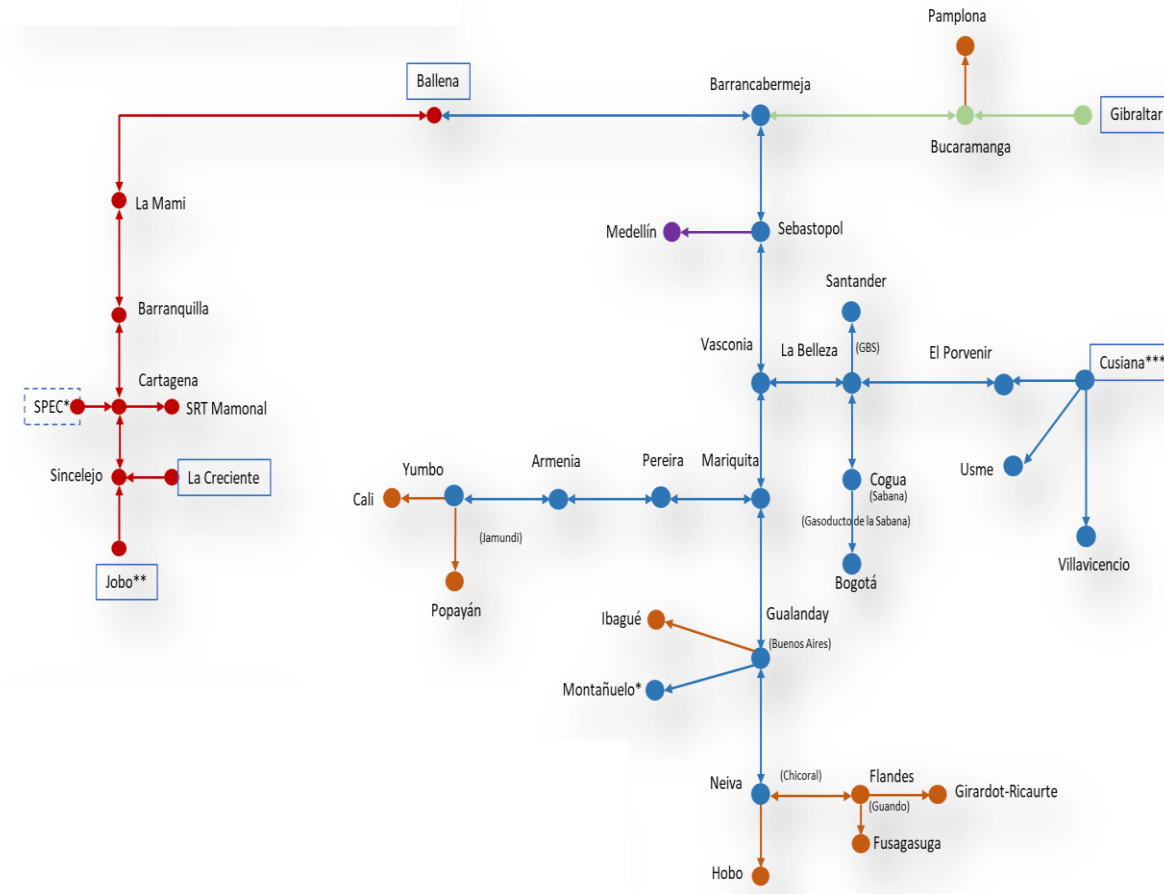 Pamplona
Ballena
Barrancabermeja
Gibraltar
Bucaramanga
La Mami
Medellín
Sebastopol
Santander
Barranquilla
Vasconia
La Belleza
(GBS)
El Porvenir
Cusiana***
Cartagena
SPEC*
SRT Mamonal
Sincelejo
La Creciente
Yumbo
Armenia
Pereira
Mariquita
Usme
Cali
Cogua
(Sabana)
(Jamundi)
(Gasoducto de la Sabana)
Jobo**
Villavicencio
Bogotá
Popayán
Ibagué
Gualanday
(Buenos Aires)
Montañuelo*
Neiva
(Chicoral)
Flandes
(Guando)
Girardot-Ricaurte
Fusagasuga
Hobo